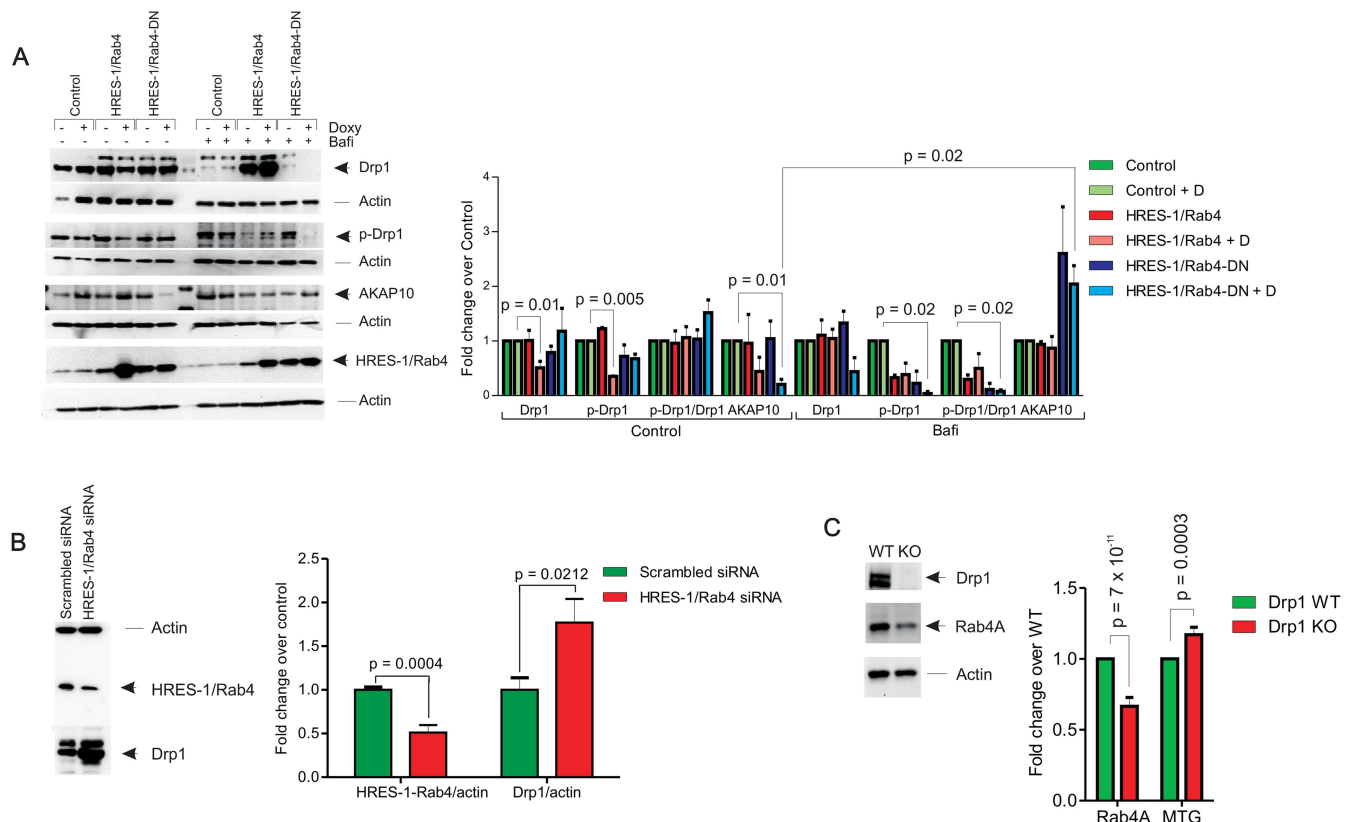 A
Control
HRES-1/Rab4
HRES-1/Rab4-DN
Control
HRES-1/Rab4
HRES-1/Rab4-DN
- + - + - + - + - + - + Doxy
- - - - - - + + + + + + Bafi
Drp1
Actin
p-Drp1
Actin
AKAP10
Actin
HRES-1/Rab4
Actin
Fold change over Control
4
3
2
1
0
p = 0.02
p = 0.01
p = 0.005
p = 0.01
p = 0.02
p = 0.02
Drp1 p-Drp1 p-Drp1/Drp1 AKAP10 Drp1 p-Drp1 p-Drp1/Drp1 AKAP10
Control Bafi
Control
Control + D
HRES-1/Rab4
HRES-1/Rab4 + D
HRES-1/Rab4-DN
HRES-1/Rab4-DN + D
B
Scrambled siRNA
HRES-1/Rab4 siRNA
Actin
HRES-1/Rab4
Drp1
Fold change over control
2.5
2.0
1.5
1.0
0.5
0.0
p = 0.0004
p = 0.0212
HRES-1-Rab4/actin Drp1/actin
Scrambled siRNA
HRES-1/Rab4 siRNA
C
WT KO
Drp1
Rab4A
Actin
Fold change over WT
1.5
1.0
0.5
0.0
p = 7 x 10⁻¹¹
p = 0.0003
Rab4A MTG
Drp1 WT
Drp1 KO